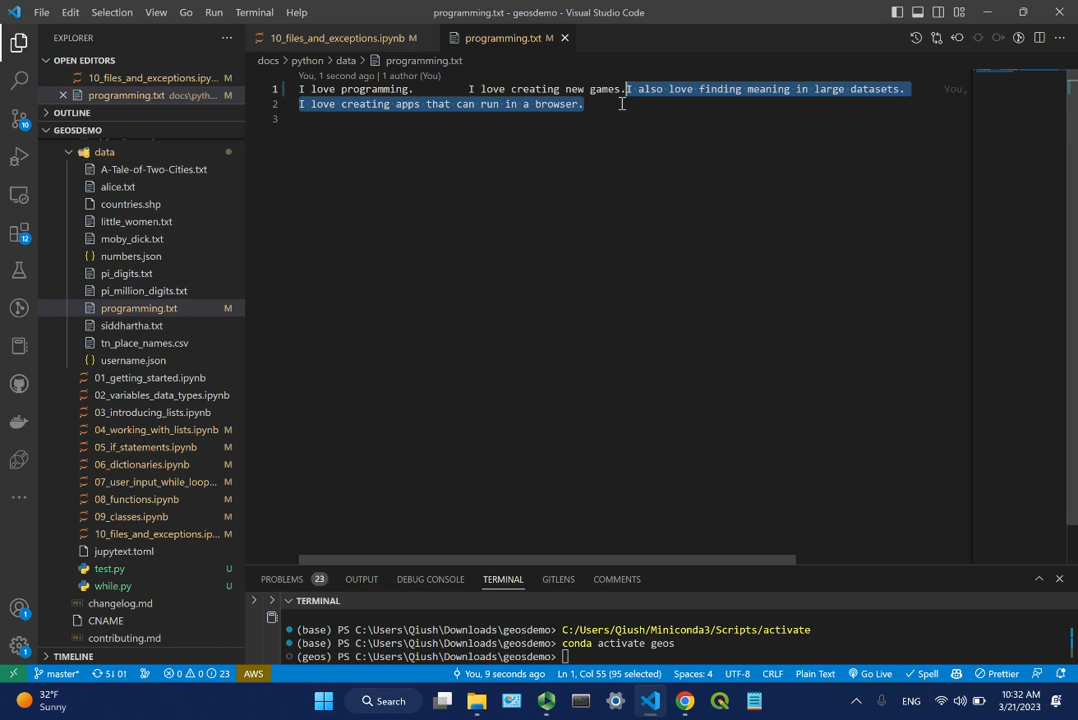 File Edit Selection View Go Run Terminal Help
programming.txt - geosdemo - Visual Studio Code
EXPLORER
10_files_and_exceptions.ipynb M
programming.txt M
OPEN EDITORS
10_files_and_exceptions.ipy... M
programming.txt docs\pyth... M
OUTLINE
GEOSDEMO
data
A-Tale-of-Two-Cities.txt
alice.txt
countries.shp
little_women.txt
moby_dick.txt
numbers.json
pi_digits.txt
pi_million_digits.txt
programming.txt M
siddhartha.txt
tn_place_names.csv
username.json
01_getting_started.ipynb
02_variables_data_types.ipynb
03_introducing_lists.ipynb
04_working_with_lists.ipynb M
05_if_statements.ipynb M
06_dictionaries.ipynb M
07_user_input_while_loop... M
08_functions.ipynb M
09_classes.ipynb M
10_files_and_exceptions.ip... M
jupytext.toml
test.py U
while.py U
changelog.md
CNAME
contributing.md
TIMELINE
12
1
1
docs > python > data > programming.txt
You, 1 second ago | 1 author (You)
1 I love programming. I love creating new games.I also love finding meaning in large datasets. You,
2 I love creating apps that can run in a browser.
3
PROBLEMS 23 OUTPUT DEBUG CONSOLE TERMINAL GITLENS COMMENTS
TERMINAL
(base) PS C:\Users\Qiush\Downloads\geosdemo> C:/Users/Qiush/Miniconda3/Scripts/activate
(base) PS C:\Users\Qiush\Downloads\geosdemo> conda activate geos
(geos) PS C:\Users\Qiush\Downloads\geosdemo>
master* 5↓ 0↑ 0 0 23 AWS You, 9 seconds ago Ln 1, Col 55 (95 selected) Spaces: 4 UTF-8 CRLF Plain Text Go Live Spell Prettier
32°F
Sunny
Search
ENG
10:32 AM
3/21/2023